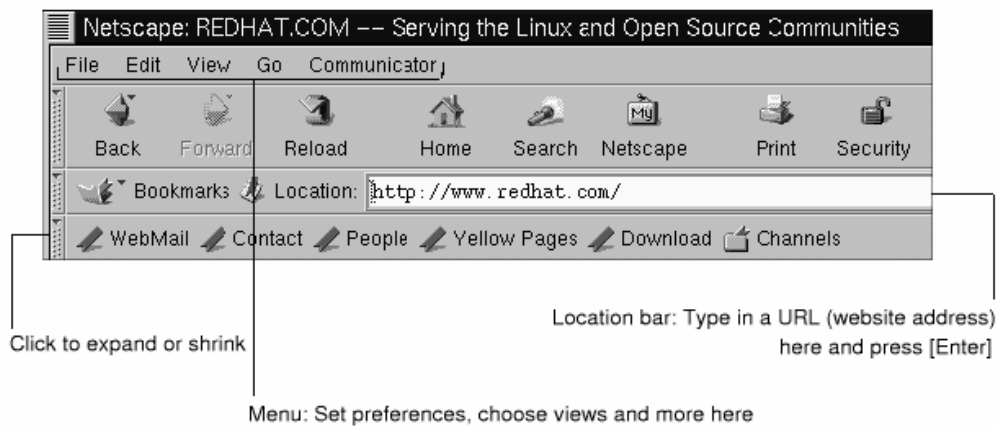 Netscape: REDHAT.COM -- Serving the Linux and Open Source Communities
File Edit View Go Communicator
My
Back Forward Reload Home Search Netscape Print Security
Bookmarks Location: http://www.redhat.com/
WebMail Contact People Yellow Pages Download Channels
Location bar: Type in a URL (website address)
here and press [Enter]
Click to expand or shrink
Menu: Set preferences, choose views and more here